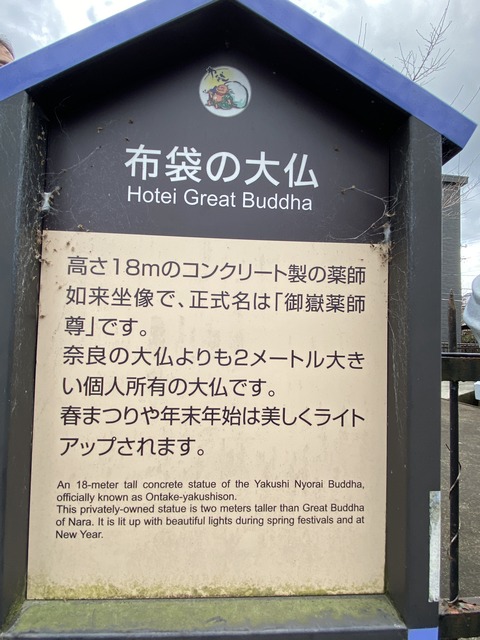 布袋
布袋の大仏
Hotei Great Buddha
高さ18mのコンクリート製の薬師
如来坐像で、正式名は「御嶽薬師
尊」です。
奈良の大仏よりも2メートル大き
い個人所有の大仏です。
春まつりや年末年始は美しくライト
アップされます。
An 18-meter tall concrete statue of the Yakushi Nyorai Buddha,
officially known as Ontake-yakushison.
This privately-owned statue is two meters taller than Great Buddha
of Nara. It is lit up with beautiful lights during spring festivals and at
New Year.